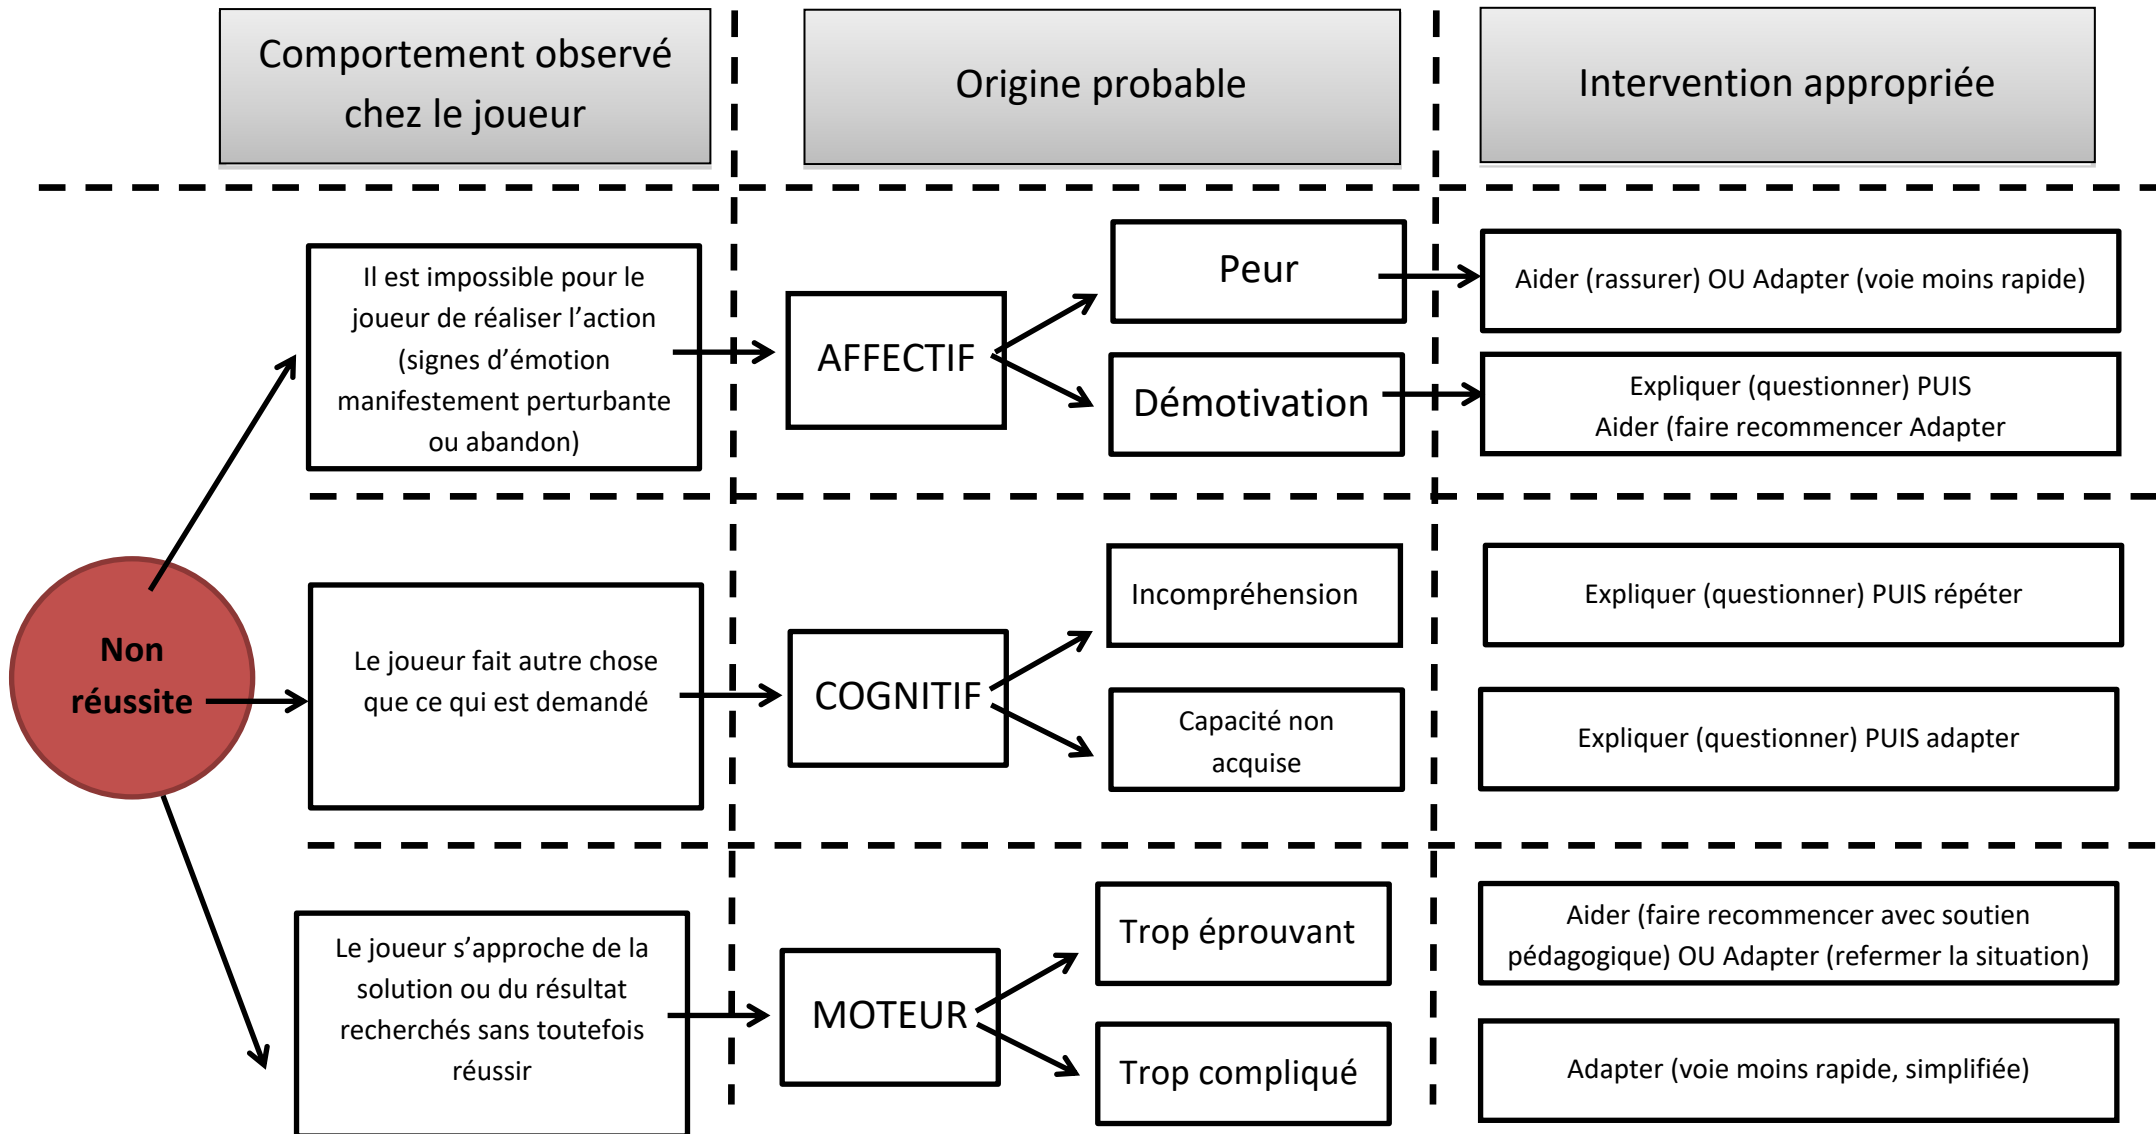 Comportement observé
chez le joueur
Origine probable
Intervention appropriée
Non
réussite
Il est impossible pour le
joueur de réaliser l’action
(signes d’émotion
manifestement perturbante
ou abandon)
AFFECTIF
Peur
Aider (rassurer) OU Adapter (voie moins rapide)
Démotivation
Expliquer (questionner) PUIS
Aider (faire recommencer Adapter
Le joueur fait autre chose
que ce qui est demandé
COGNITIF
Incompréhension
Expliquer (questionner) PUIS répéter
Capacité non
acquise
Expliquer (questionner) PUIS adapter
Le joueur s’approche de la
solution ou du résultat
recherchés sans toutefois
réussir
MOTEUR
Trop éprouvant
Aider (faire recommencer avec soutien
pédagogique) OU Adapter (refermer la situation)
Trop compliqué
Adapter (voie moins rapide, simplifiée)